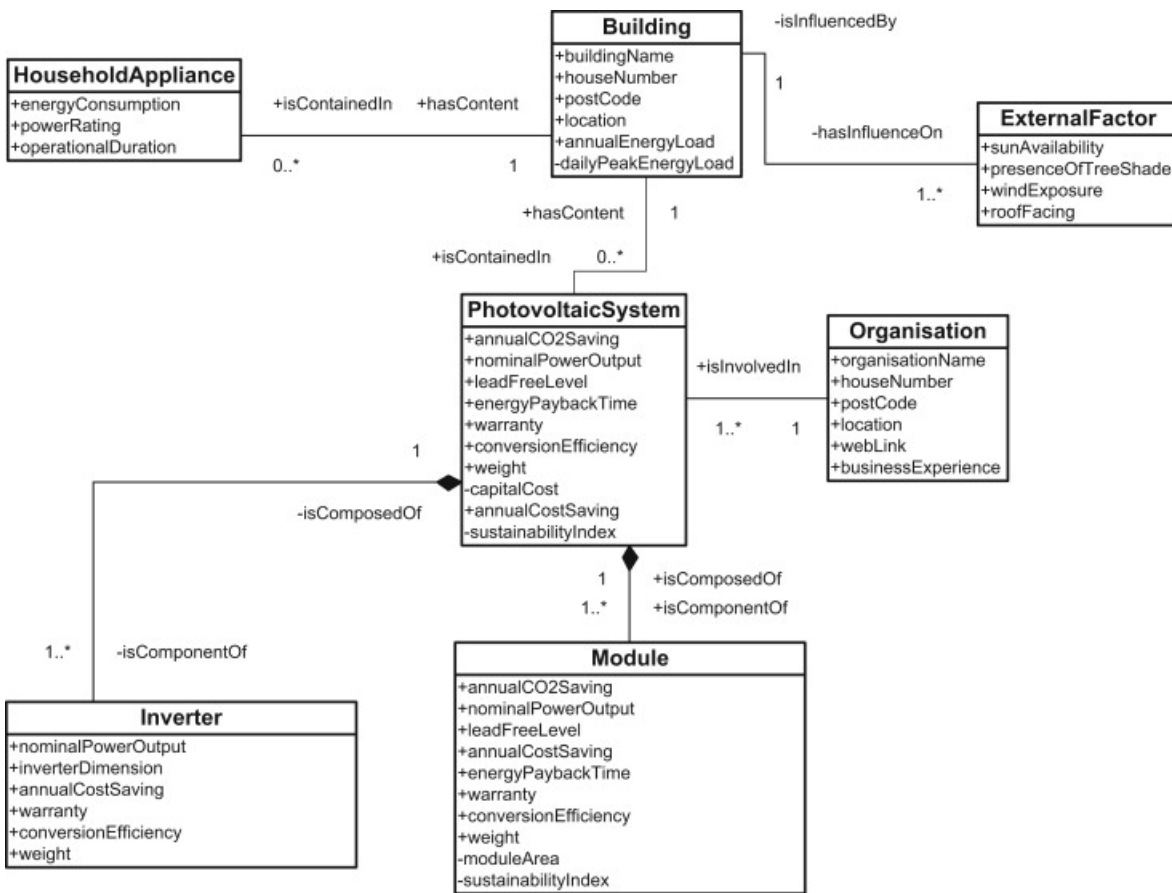 Building
+buildingName
+houseNumber
+postCode
+location
+annualEnergyLoad
-dailyPeakEnergyLoad
-isInfluencedBy
1
-hasInfluenceOn
1..*
HouseholdAppliance
+energyConsumption
+powerRating
+operationalDuration
+isContainedIn +hasContent
0..* 1
ExternalFactor
+sunAvailability
+presenceOfTreeShade
+windExposure
+roofFacing
+hasContent 1
+isContainedIn 0..*
PhotovoltaicSystem
+annualCO2Saving
+nominalPowerOutput
+leadFreeLevel
+energyPaybackTime
+warranty
+conversionEfficiency
+weight
-capitalCost
+annualCostSaving
-sustainabilityIndex
+isInvolvedIn
1..* 1
Organisation
+organisationName
+houseNumber
+postCode
+location
+webLink
+businessExperience
1
-isComposedOf
1 +isComposedOf
1..* +isComponentOf
1..* -isComponentOf
Module
+annualCO2Saving
+nominalPowerOutput
+leadFreeLevel
+annualCostSaving
+energyPaybackTime
+warranty
+conversionEfficiency
+weight
-moduleArea
-sustainabilityIndex
Inverter
+nominalPowerOutput
+inverterDimension
+annualCostSaving
+warranty
+conversionEfficiency
+weight